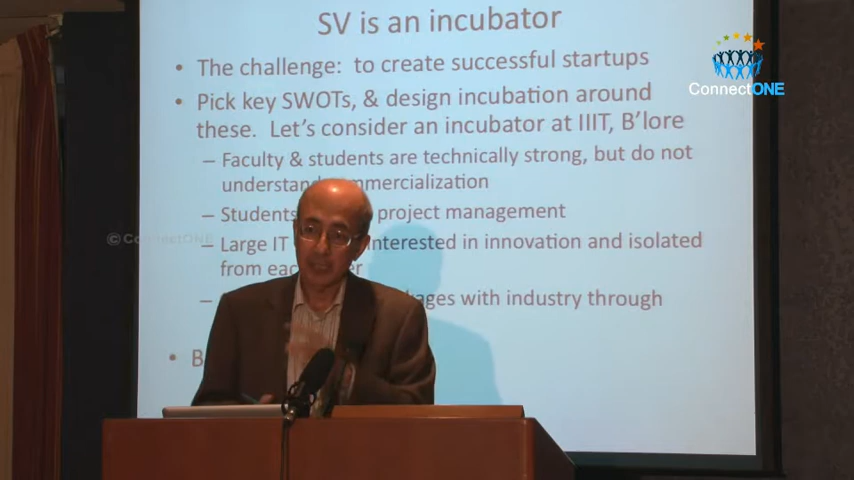 SV is an incubator
• The challenge: to create successful startups
• Pick key SWOTs, & design incubation around
these. Let's consider an incubator at IIIT, B'lore
– Faculty & students are technically strong, but do not
understand commercialization
– Students project management
– Large IT interested in innovation and isolated
from
– with industry through
• B
ConnectONE
© ConnectONE